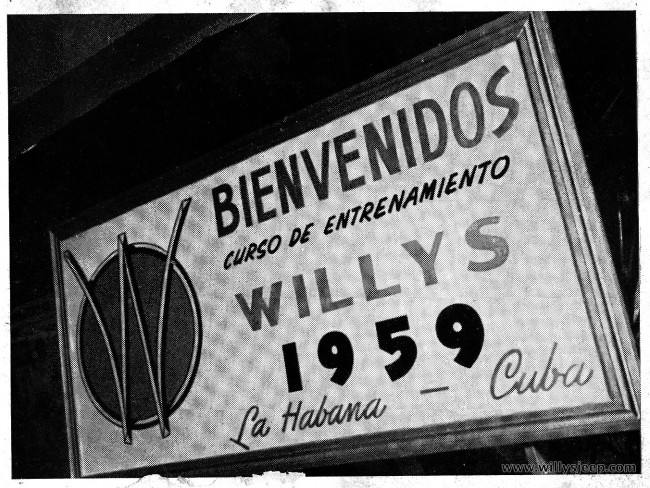 BIENVENIDOS
CURSO DE ENTRENAMIENTO
WILLYS
1959
La Habana — Cuba
W
www.willysjeep.com